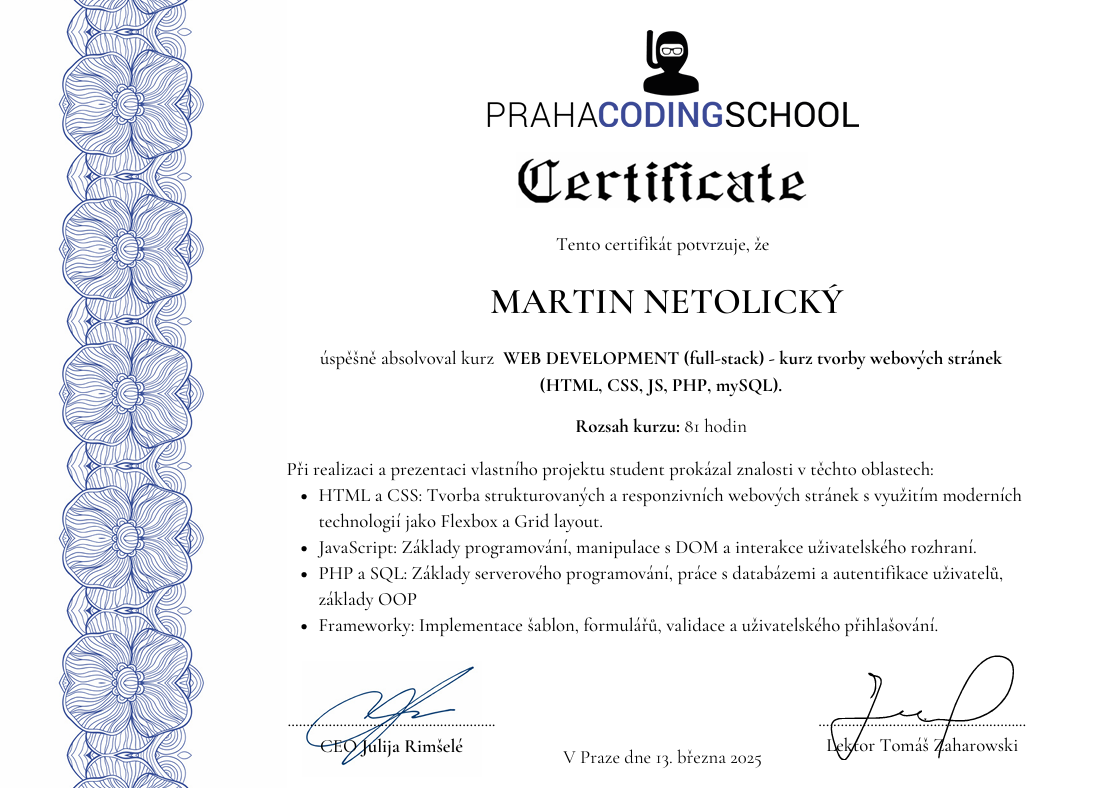 PRAHACODINGSCHOOL
Certificate
Tento certifikát potvrzuje, že
MARTIN NETOLICKÝ
úspěšně absolvoval kurz WEB DEVELOPMENT (full-stack) - kurz tvorby webových stránek
(HTML, CSS, JS, PHP, mySQL).
Rozsah kurzu: 81 hodin
Při realizaci a prezentaci vlastního projektu student prokázal znalosti v těchto oblastech:
• HTML a CSS: Tvorba strukturovaných a responzivních webových stránek s využitím moderních
technologií jako Flexbox a Grid layout.
• JavaScript: Základy programování, manipulace s DOM a interakce uživatelského rozhraní.
• PHP a SQL: Základy serverového programování, práce s databázemi a autentifikace uživatelů,
základy OOP
• Frameworky: Implementace šablon, formulářů, validace a uživatelského přihlašování.
CEO Julija Rimšelé
V Praze dne 13. března 2025
Lektor Tomáš Zaharowski